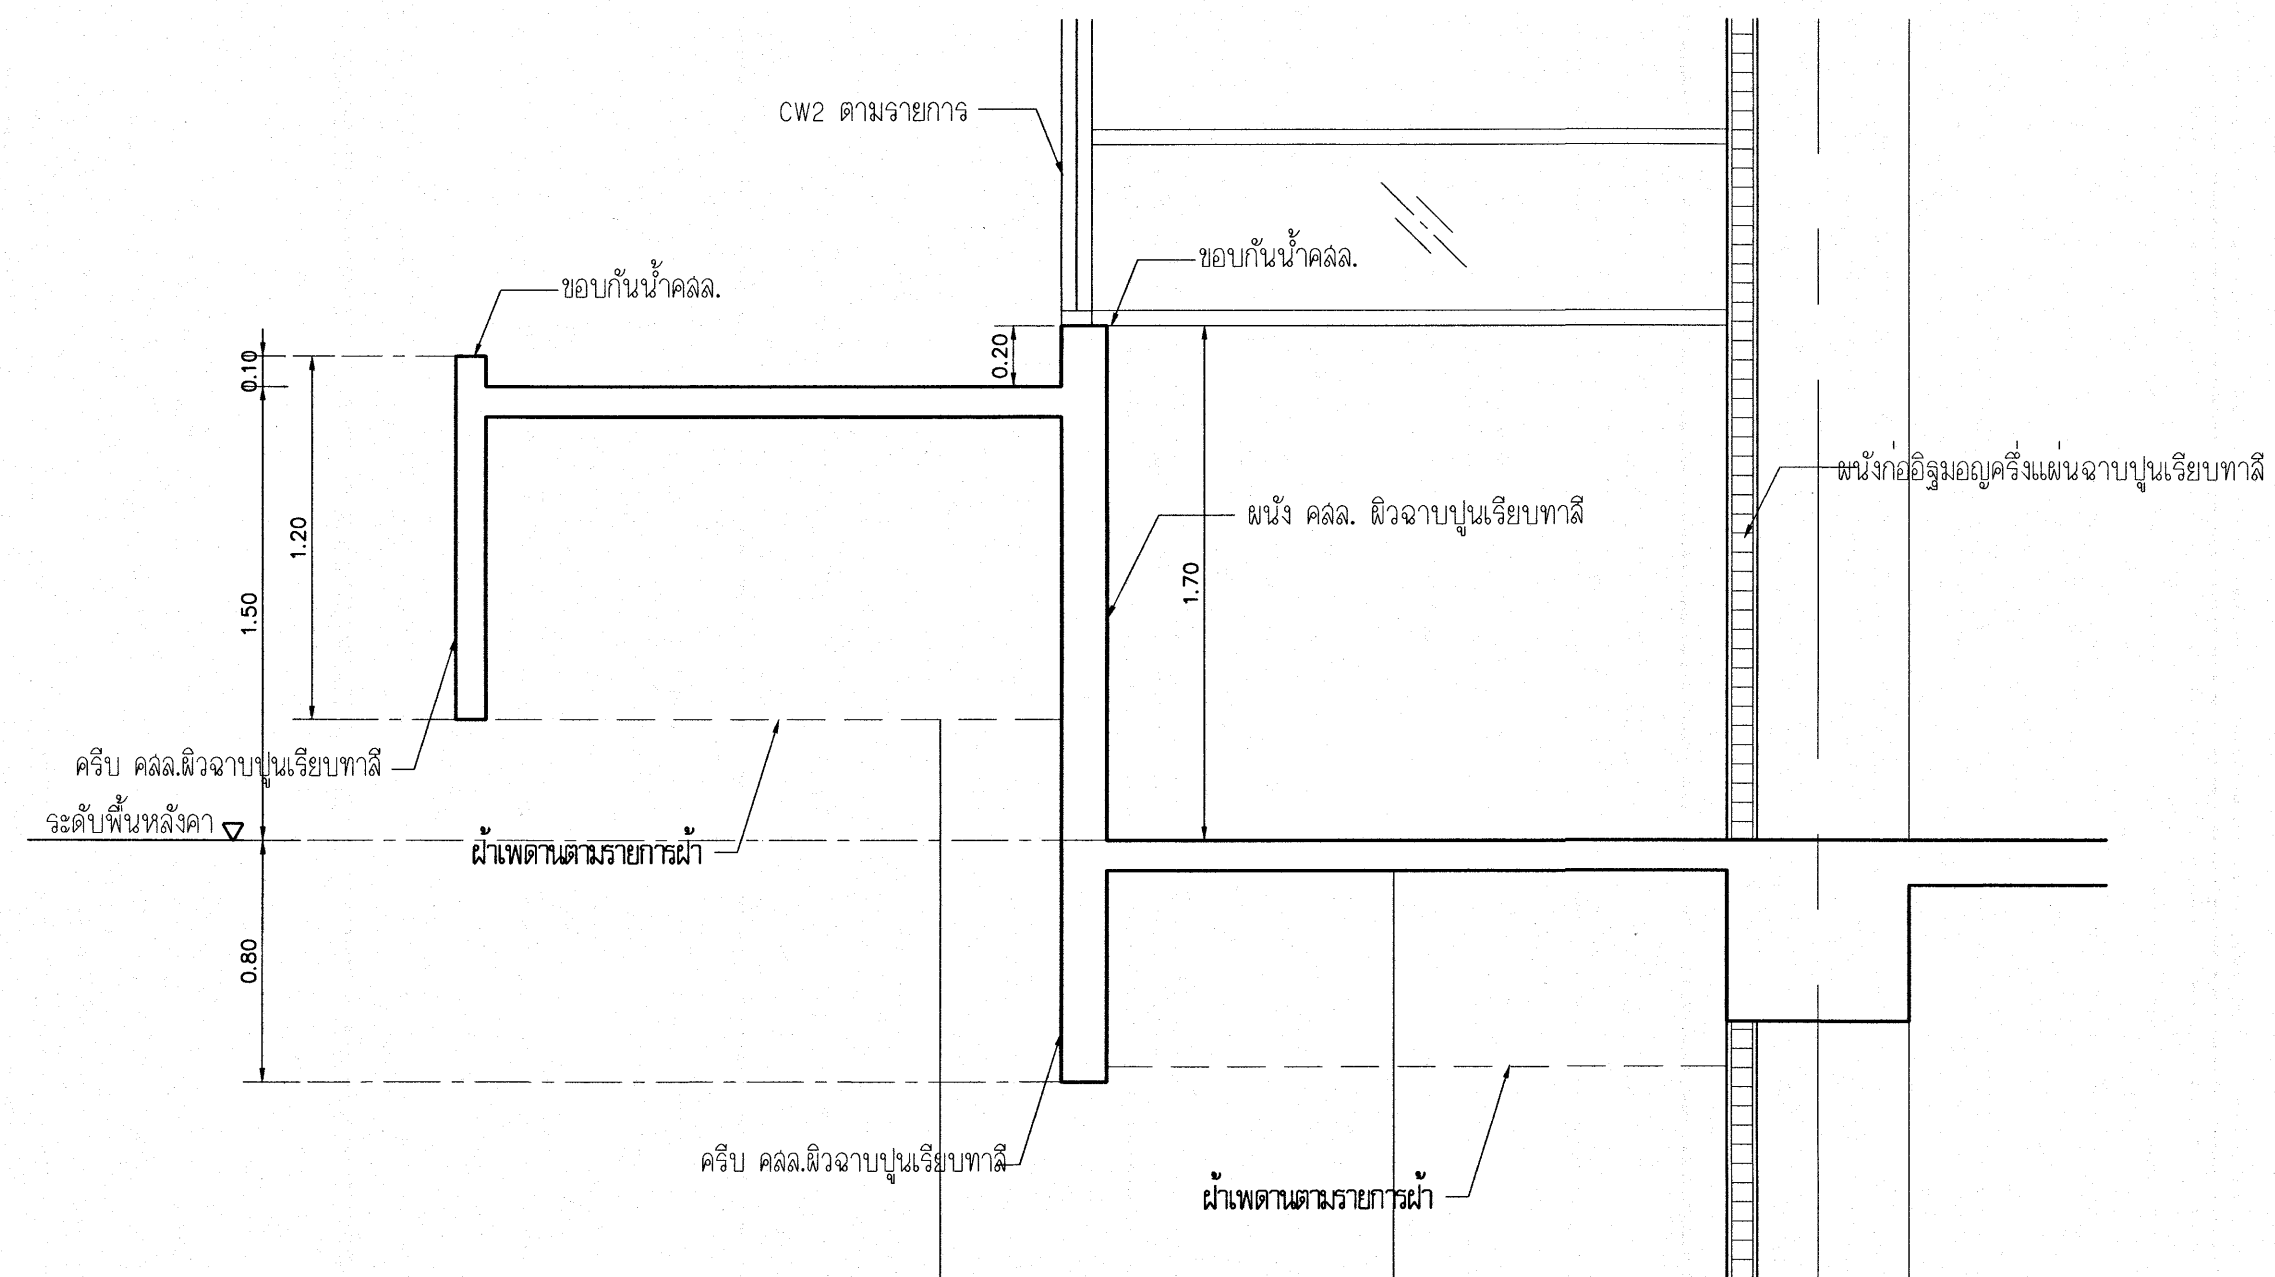 CW2 ตามรายการ
ขอบกันน้ำคสล.
ขอบกันน้ำคสล.
0.10
0.20
1.20
1.50
1.70
ผนังก่ออิฐมอญครึ่งแผ่นฉาบปูนเรียบทาสี
ผนัง คสล. ผิวฉาบปูนเรียบทาสี
ครีบ คสล.ผิวฉาบปูนเรียบทาสี
ระดับพื้นหลังคา
ฝ้าเพดานตามรายการฝ้า
0.80
ครีบ คสล.ผิวฉาบปูนเรียบทาสี
ฝ้าเพดานตามรายการฝ้า